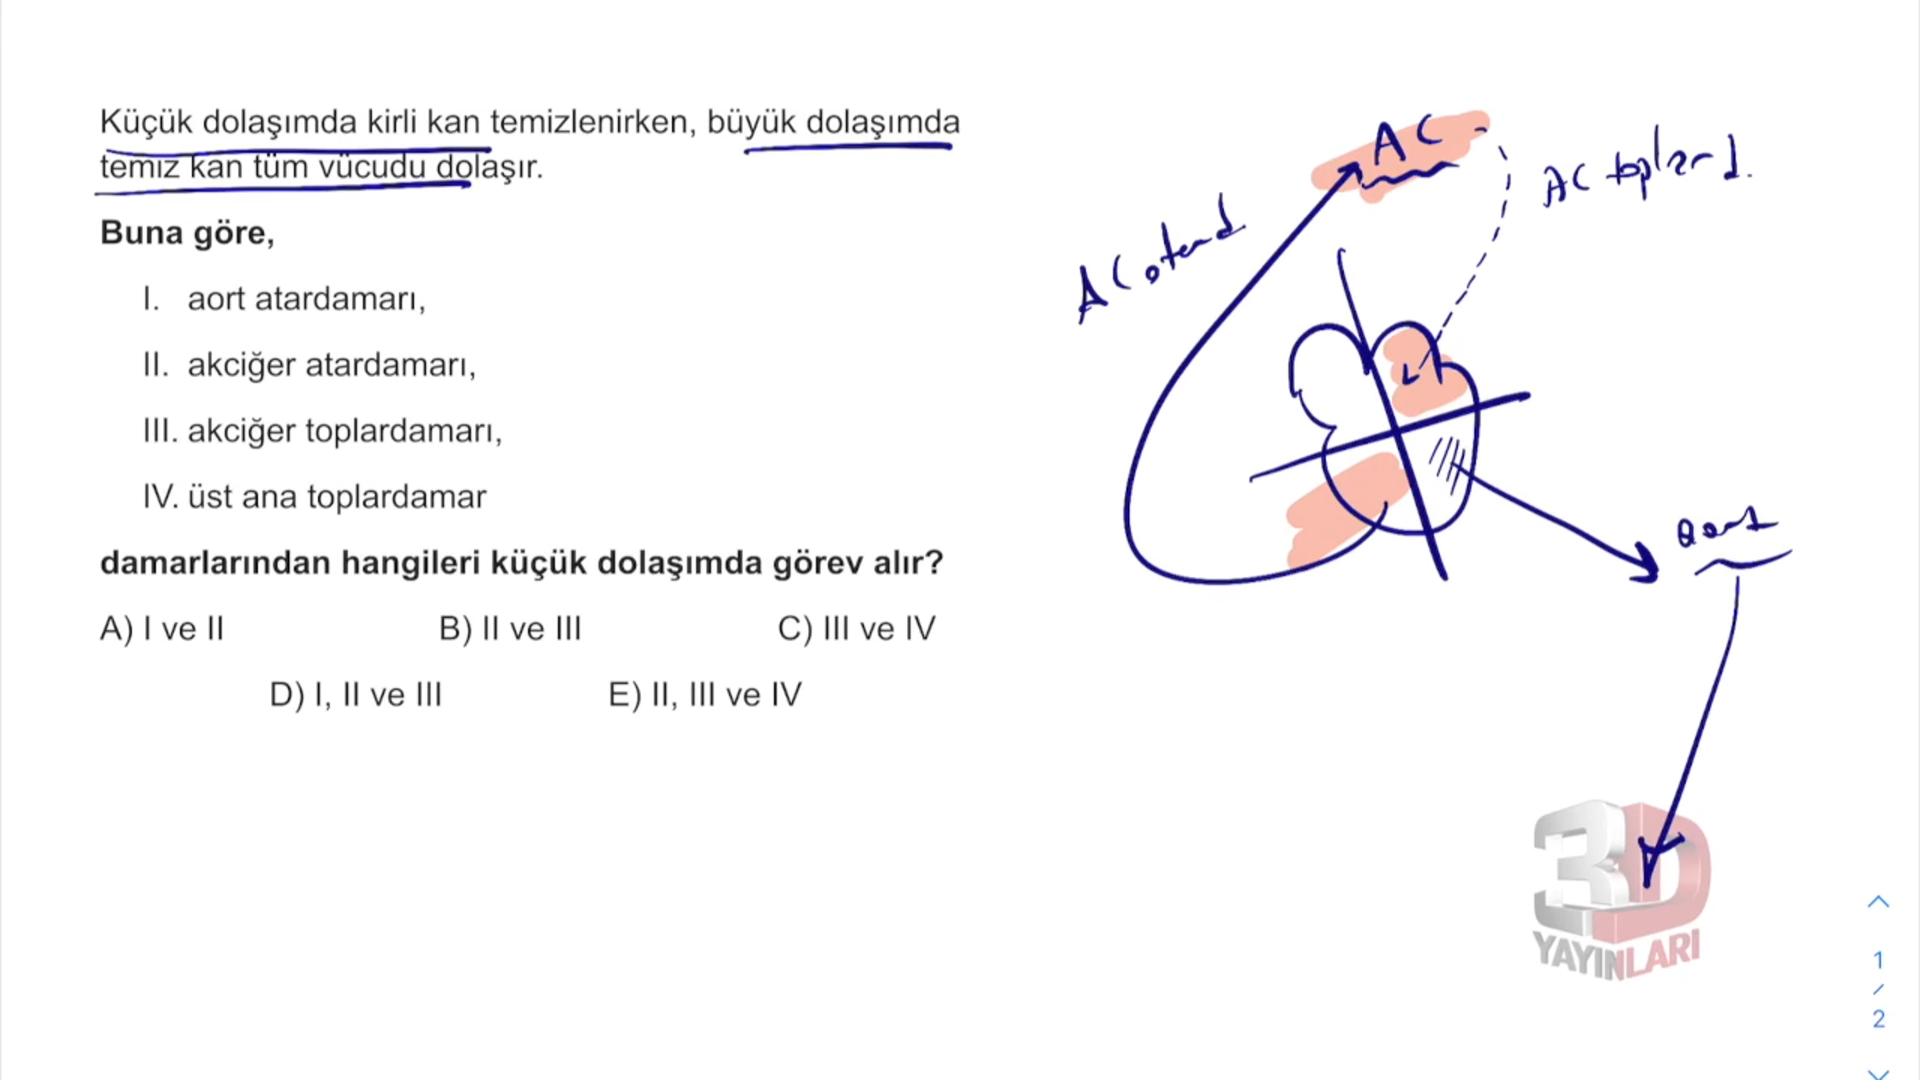 Küçük dolaşımda kirli kan temizlenirken, büyük dolaşımda
temiz kan tüm vücudu dolaşır.
Buna göre,
I. aort atardamarı,
II. akciğer atardamarı,
III. akciğer toplardamarı,
IV. üst ana toplardamar
damarlarından hangileri küçük dolaşımda görev alır?
A) I ve II B) II ve III C) III ve IV
D) I, II ve III E) II, III ve IV
AC
AC toplard.
AC atard
aort
3D
YAYINLARI
1
/
2